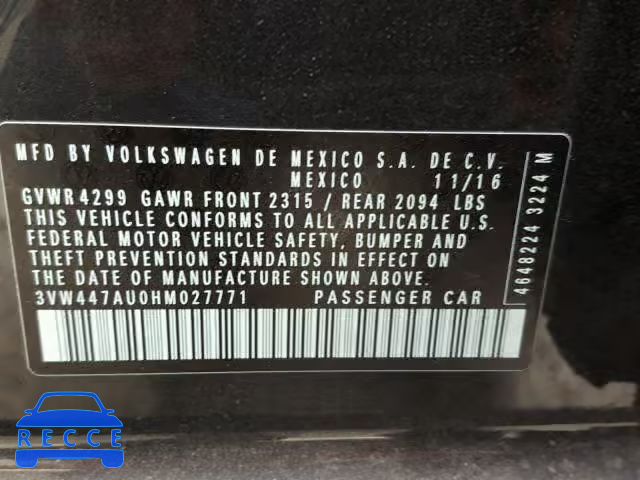 MFD BY VOLKSWAGEN DE MEXICO S.A. DE C.V.
MEXICO 11/16
GVWR 4299 GAWR FRONT 2315 / REAR 2094 LBS
THIS VEHICLE CONFORMS TO ALL APPLICABLE U.S.
FEDERAL MOTOR VEHICLE SAFETY, BUMPER AND
THEFT PREVENTION STANDARDS IN EFFECT ON
THE DATE OF MANUFACTURE SHOWN ABOVE.
3VW447AU0HM027771 PASSENGER CAR
4648224 3224 M
RECCE